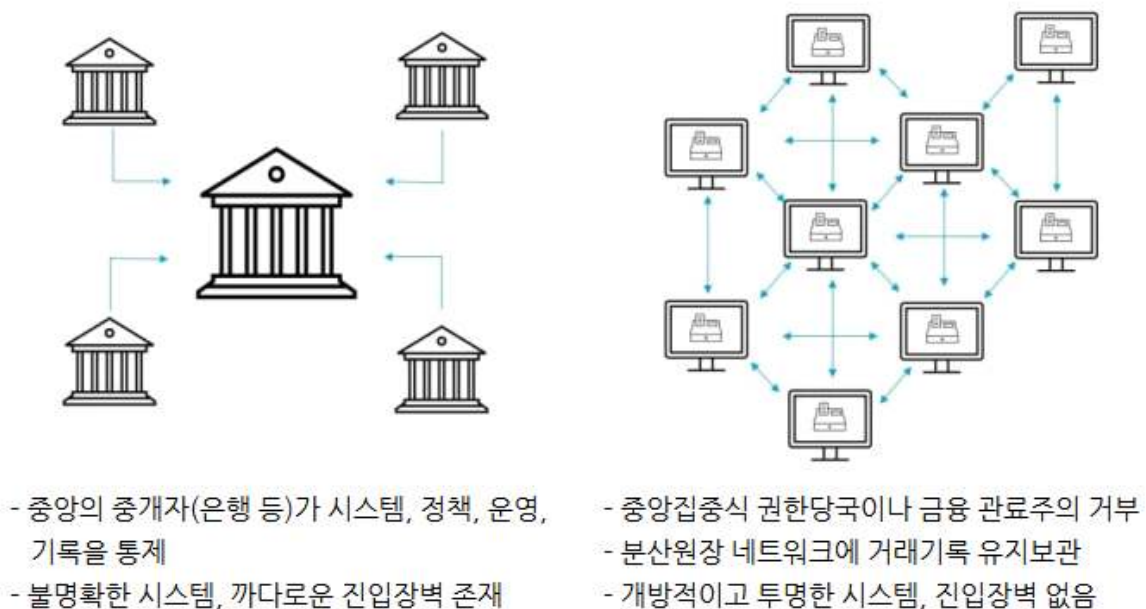 - 중앙의 중개자(은행 등)가 시스템, 정책, 운영,
기록을 통제
- 불명확한 시스템, 까다로운 진입장벽 존재
- 중앙집중식 권한당국이나 금융 관료주의 거부
- 분산원장 네트워크에 거래기록 유지보관
- 개방적이고 투명한 시스템, 진입장벽 없음